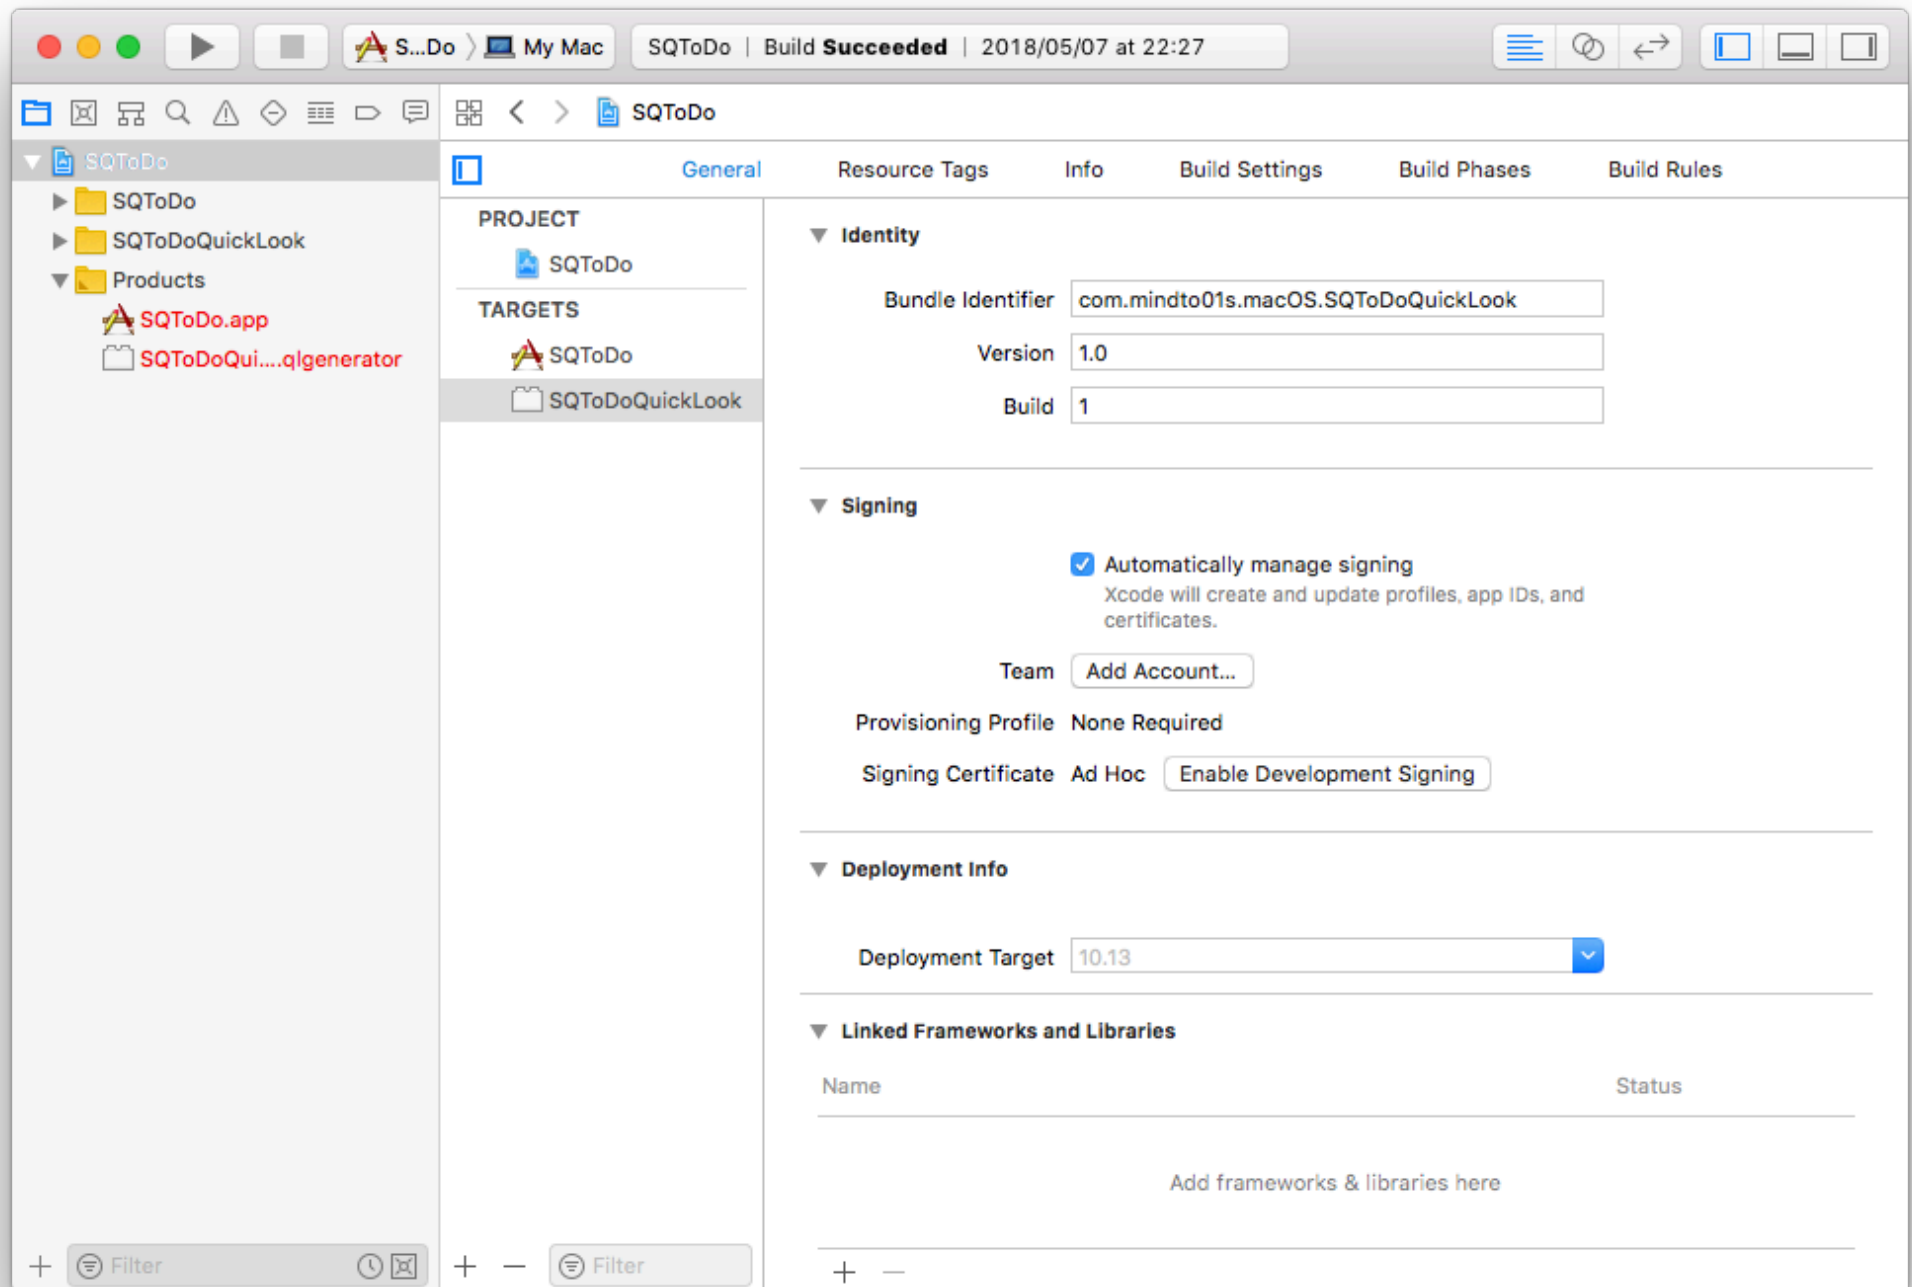 S...Do My Mac SQToDo | Build Succeeded | 2018/05/07 at 22:27
SQToDo
SQToDo
SQToDo
SQToDoQuickLook
Products
SQToDo.app
SQToDoQui....qlgenerator
Filter
General Resource Tags Info Build Settings Build Phases Build Rules
PROJECT
SQToDo
TARGETS
SQToDo
SQToDoQuickLook
Filter
Identity
Bundle Identifier com.mindto01s.macOS.SQToDoQuickLook
Version 1.0
Build 1
Signing
Automatically manage signing
Xcode will create and update profiles, app IDs, and
certificates.
Team Add Account...
Provisioning Profile None Required
Signing Certificate Ad Hoc Enable Development Signing
Deployment Info
Deployment Target 10.13
Linked Frameworks and Libraries
Name Status
Add frameworks & libraries here